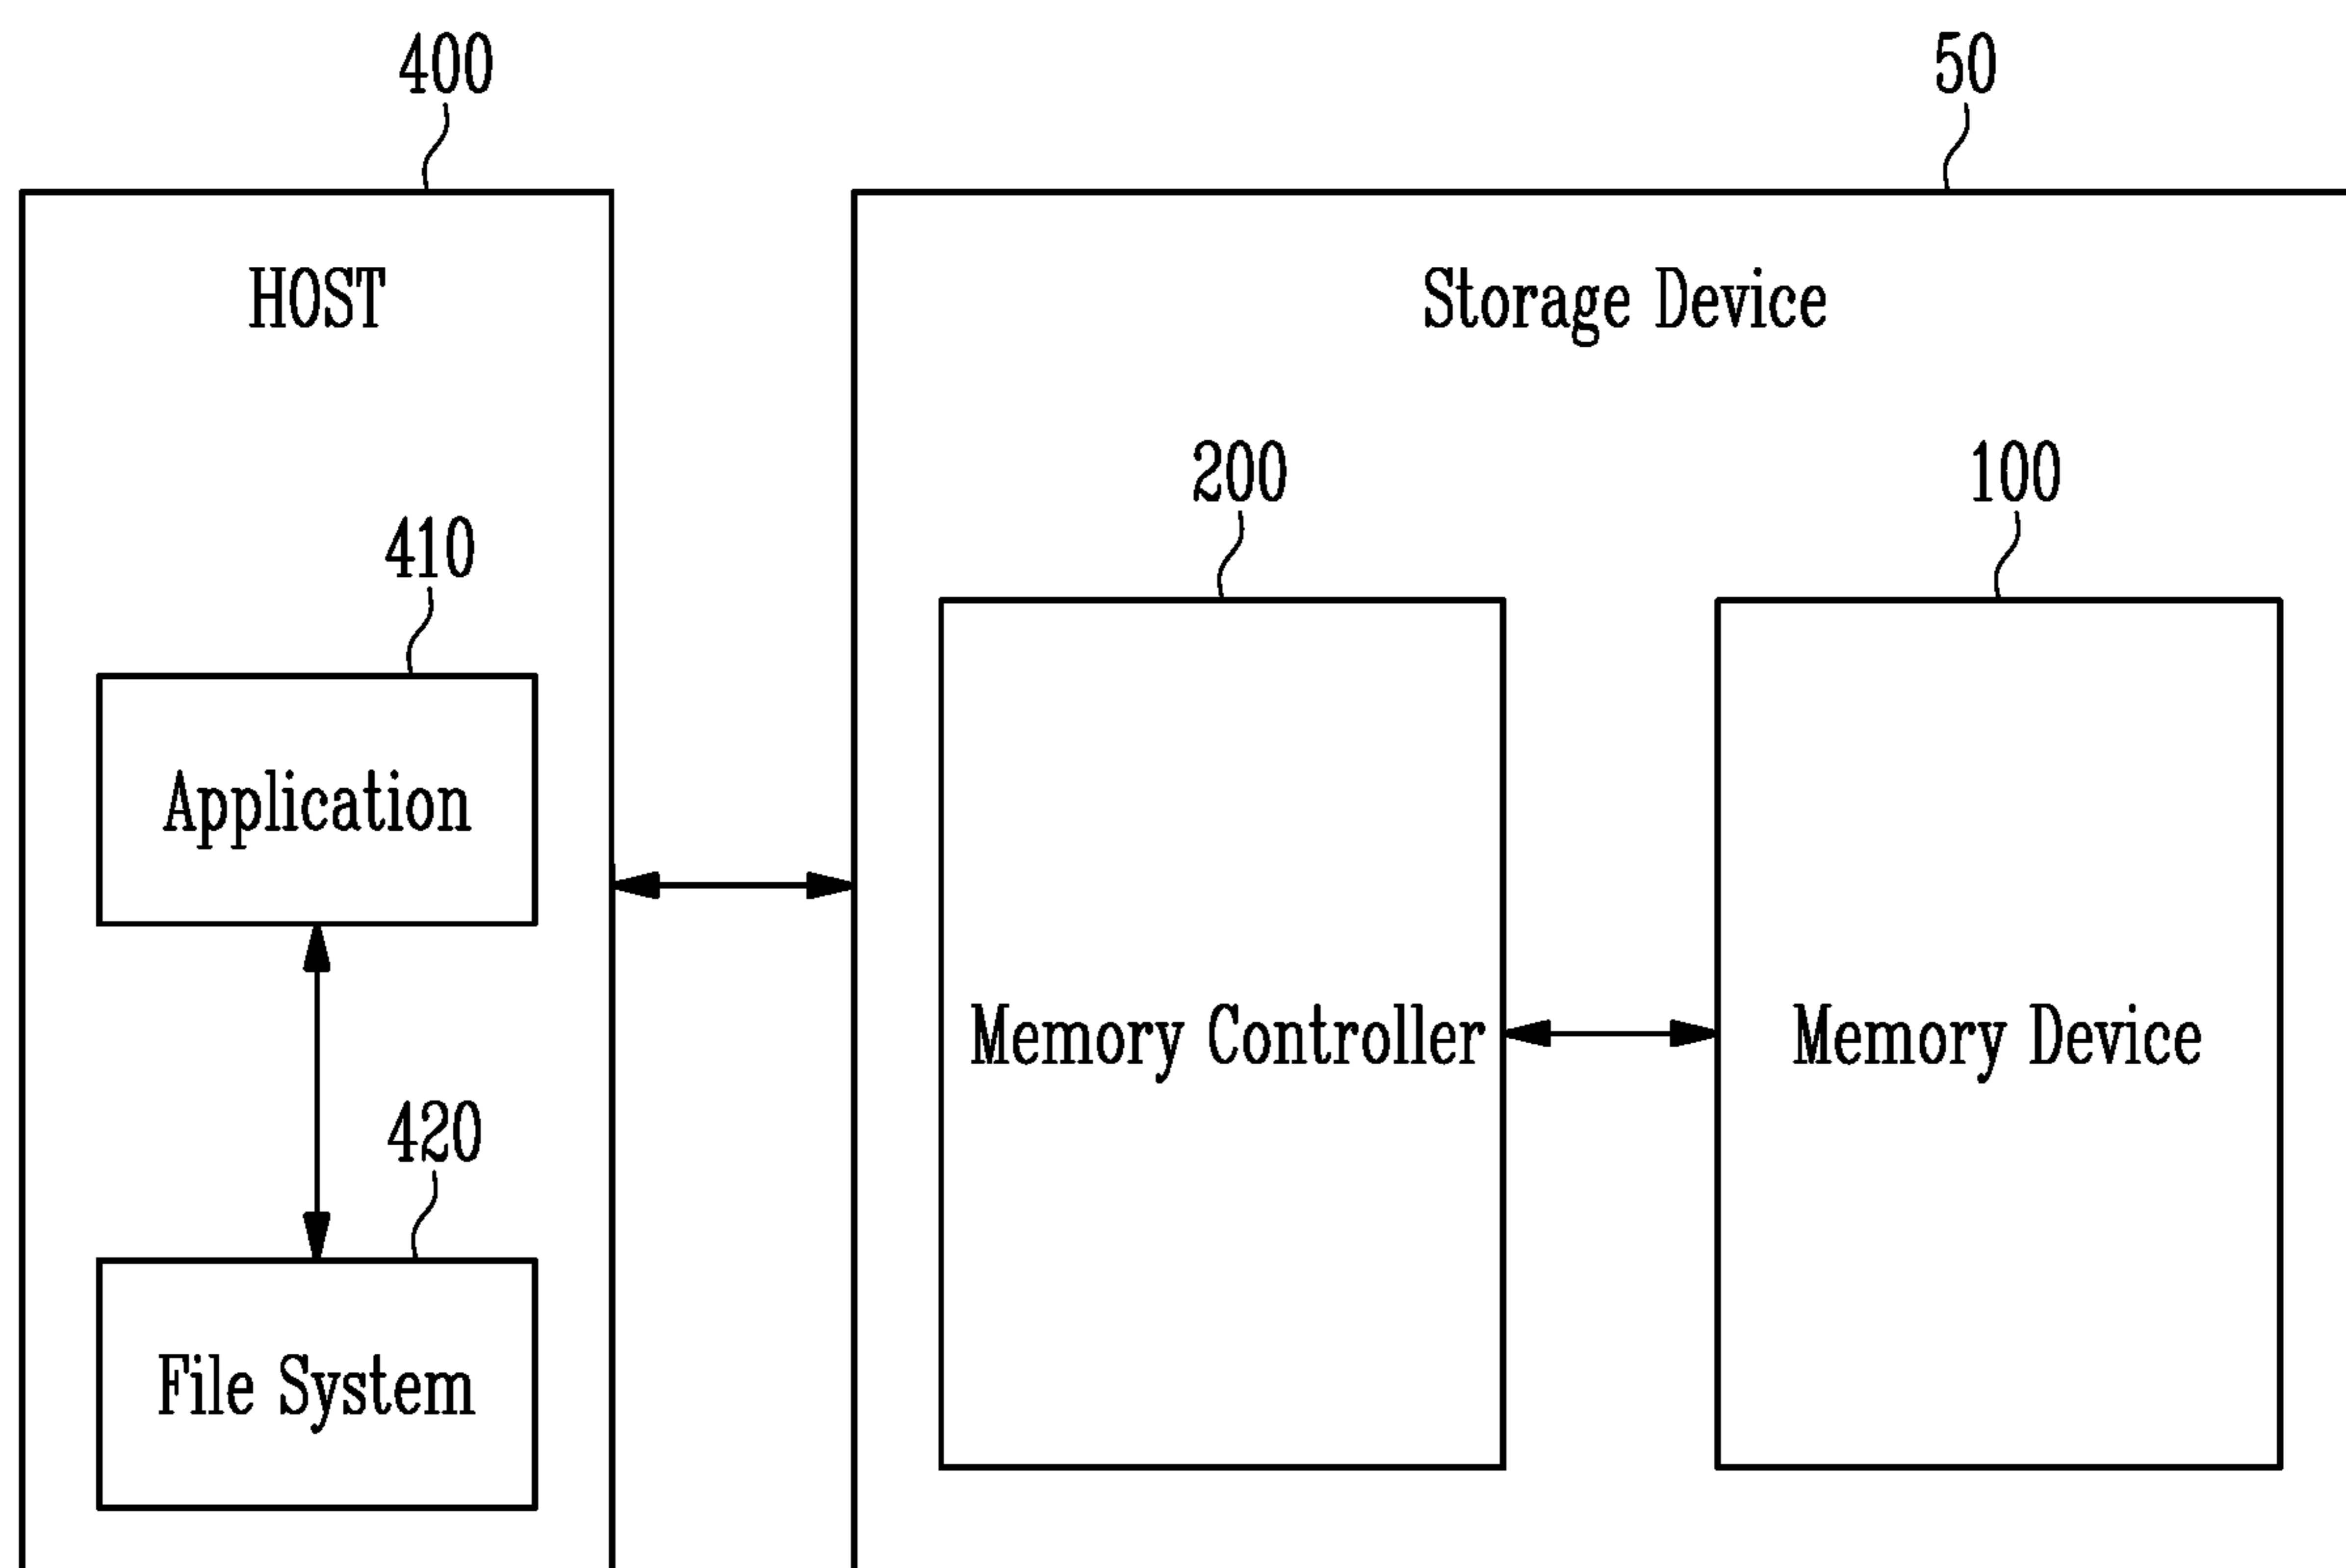 400
50
HOST
Storage Device
200
100
410
Application
Memory Controller
Memory Device
420
File System